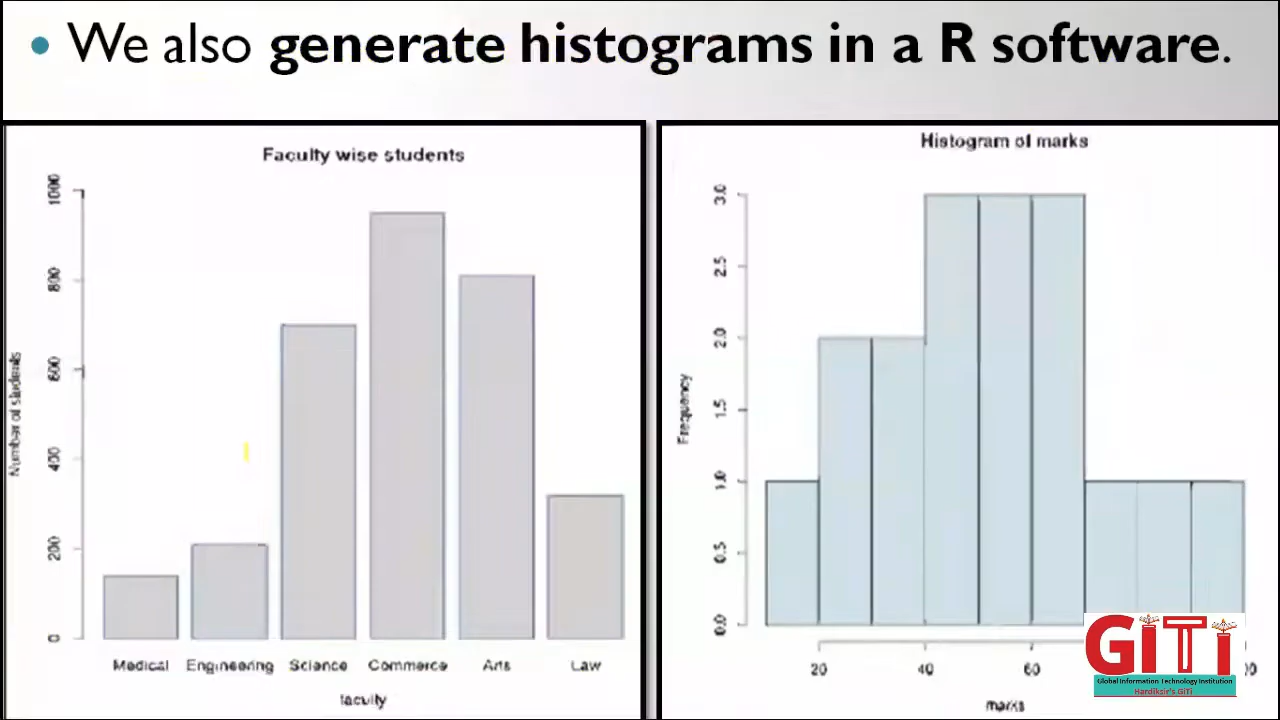 • We also generate histograms in a R software.
Faculty wise students
1000
800
600
400
200
0
Number of students
Medical Engineering Science Commerce Arts Law
faculty
Histogram of marks
3.0
2.5
2.0
1.5
1.0
0.5
0.0
Frequency
20 40 60
marks
GiTi
Global Information Technology Institution
Hardiksir's GiTi